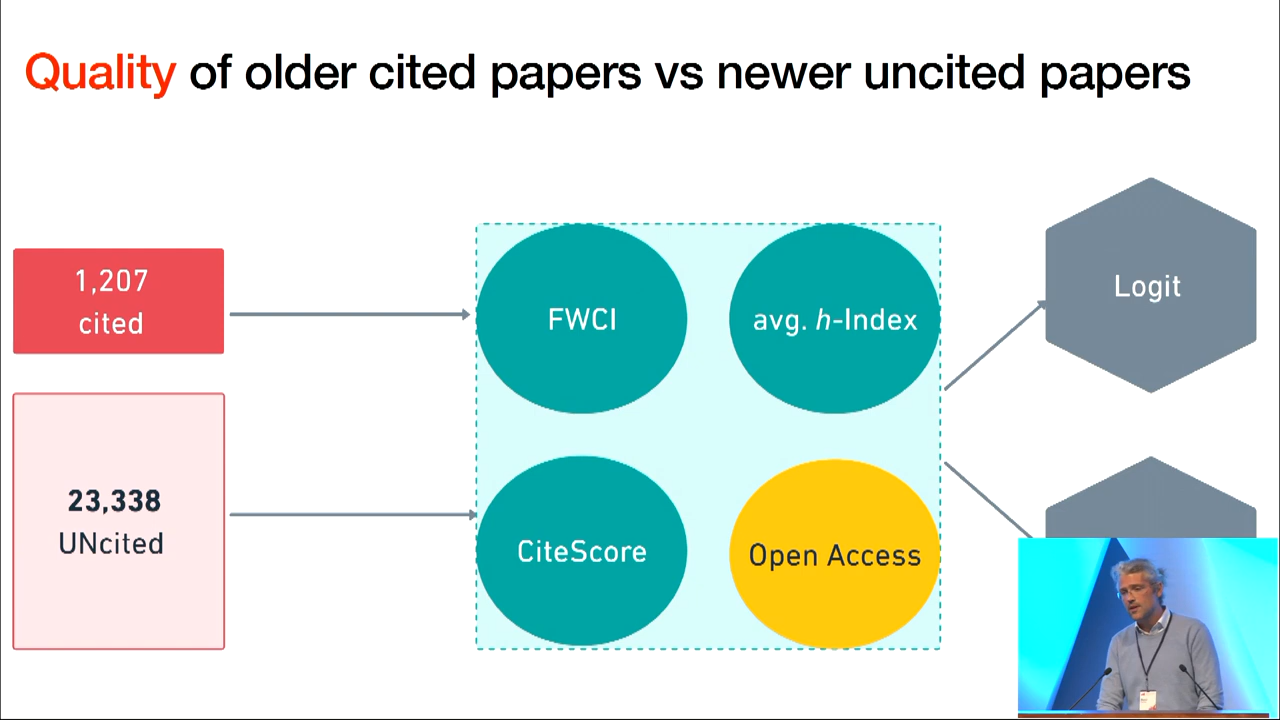 Quality of older cited papers vs newer uncited papers
1,207
cited
23,338
UNcited
FWCI
avg. h-Index
CiteScore
Open Access
Logit